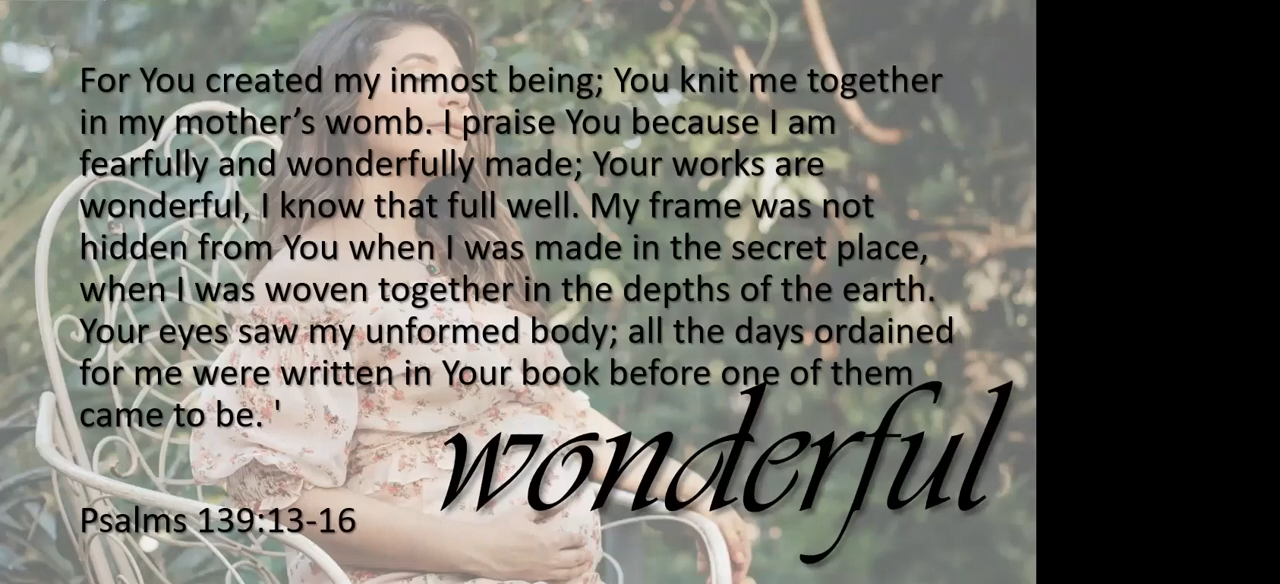 For You created my inmost being; You knit me together
in my mother’s womb. I praise You because I am
fearfully and wonderfully made; Your works are
wonderful, I know that full well. My frame was not
hidden from You when I was made in the secret place,
when I was woven together in the depths of the earth.
Your eyes saw my unformed body; all the days ordained
for me were written in Your book before one of them
came to be. '
wonderful
Psalms 139:13-16